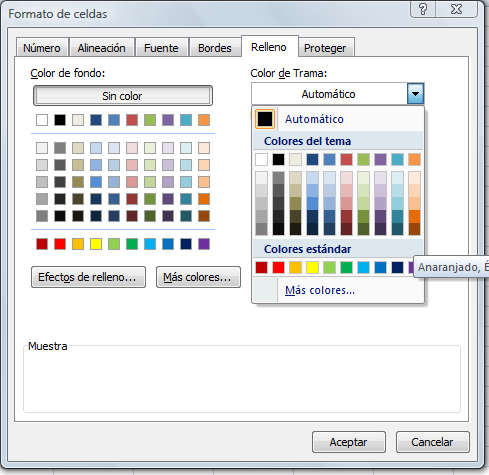 Formato de celdas
Número
Alineación
Fuente
Bordes
Relleno
Proteger
Color de fondo:
Color de Trama:
Sin color
Automático
Automático
Colores del tema
Colores estándar
Anaranjado, É
Más colores...
Efectos de relleno...
Más colores...
Muestra
Aceptar
Cancelar